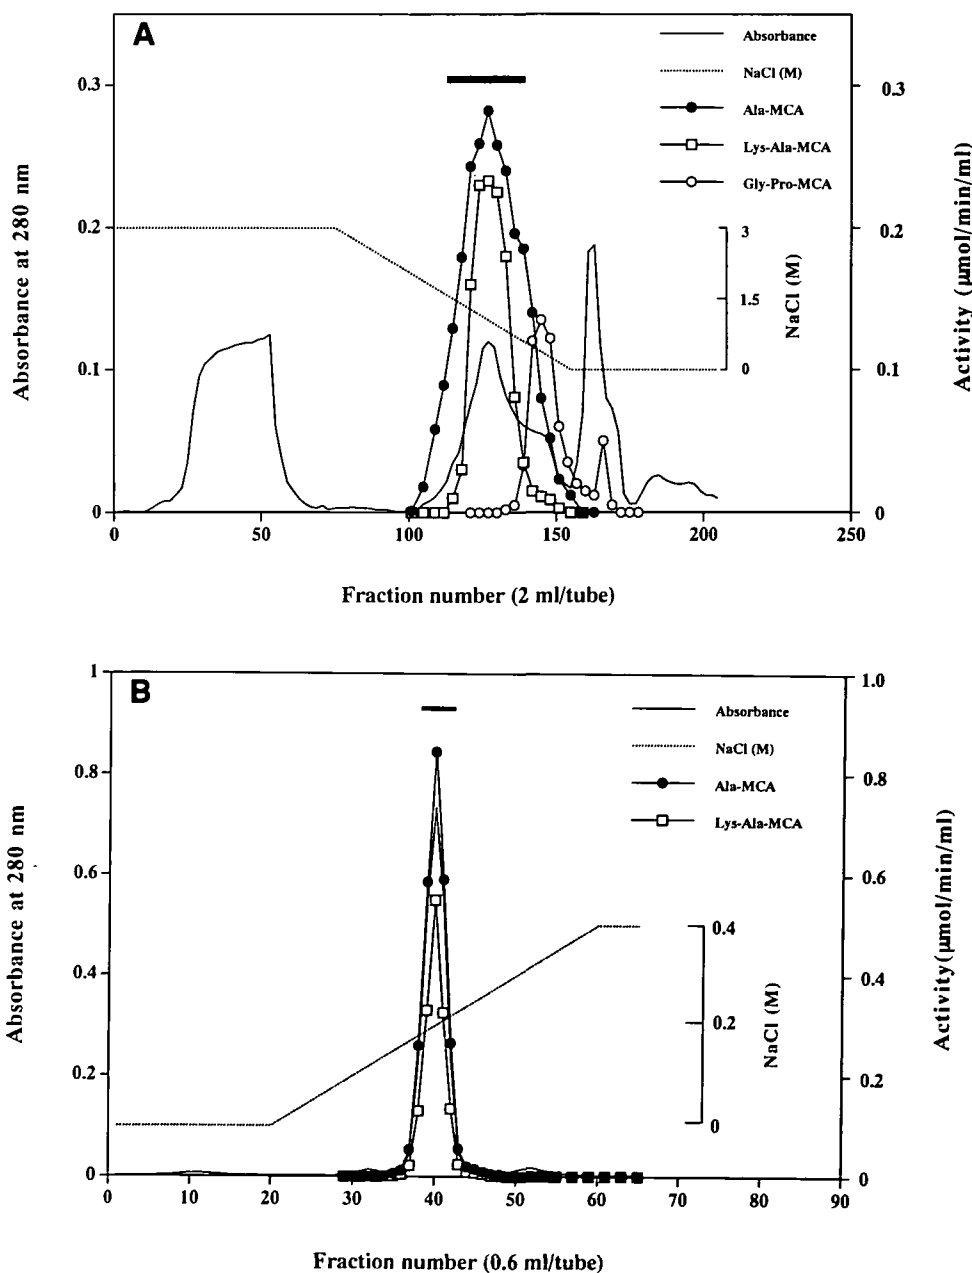 A
Absorbance
NaCl (M)
Ala-MCA
Lys-Ala-MCA
Gly-Pro-MCA
0.3
0.2
0.1
0
Absorbance at 280 nm
0.3
0.2
0.1
0
Activity (µmol/min/ml)
3
1.5
0
NaCl (M)
0 50 100 150 200 250
Fraction number (2 ml/tube)
B
Absorbance
NaCl (M)
Ala-MCA
Lys-Ala-MCA
1
0.8
0.6
0.4
0.2
0
Absorbance at 280 nm
1.0
0.8
0.6
0.4
0.2
0
Activity(µmol/min/ml)
0.4
0.2
0
NaCl (M)
0 10 20 30 40 50 60 70 80 90
Fraction number (0.6 ml/tube)